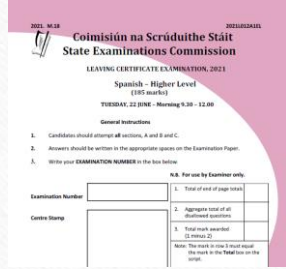 2021. M.18
2021L012A1EL
Coimisiún na Scrúduithe Stáit
State Examinations Commission
LEAVING CERTIFICATE EXAMINATION, 2021
Spanish – Higher Level
(185 marks)
TUESDAY, 22 JUNE – Morning 9.30 – 12.00
General Instructions
1. Candidates should attempt all sections, A and B and C.
2. Answers should be written in the appropriate spaces on the Examination Paper.
3. Write your EXAMINATION NUMBER in the box below
N.B. For use by Examiner only.
Examination Number
Centre Stamp
1. Total of end of page totals
2. Aggregate total of all
disallowed questions
3. Total mark awarded
(1 minus 2)
Note: The mark in row 3 must equal
the mark in the Total box on the
script.